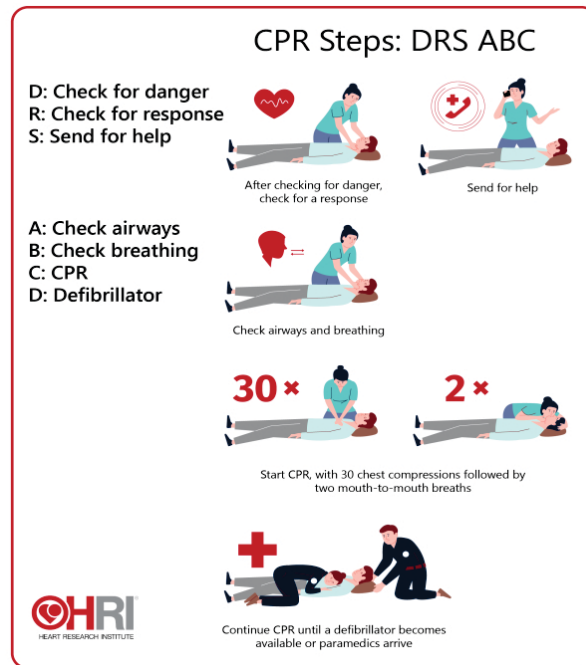 CPR Steps: DRS ABC
D: Check for danger
R: Check for response
S: Send for help
After checking for danger,
check for a response
Send for help
A: Check airways
B: Check breathing
C: CPR
D: Defibrillator
Check airways and breathing
30 ×
2 ×
Start CPR, with 30 chest compressions followed by
two mouth-to-mouth breaths
Continue CPR until a defibrillator becomes
available or paramedics arrive
HRI
HEART RESEARCH INSTITUTE